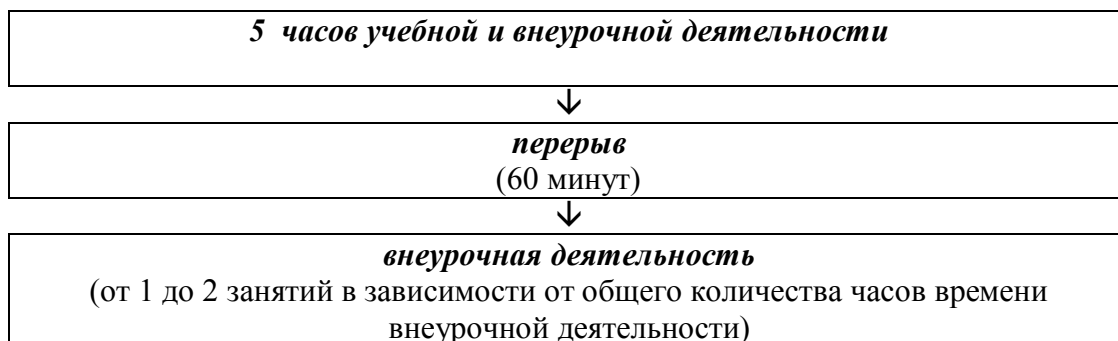 5 часов учебной и внеурочной деятельности
перерыв
(60 минут)
внеурочная деятельность
(от 1 до 2 занятий в зависимости от общего количества часов времени
внеурочной деятельности)